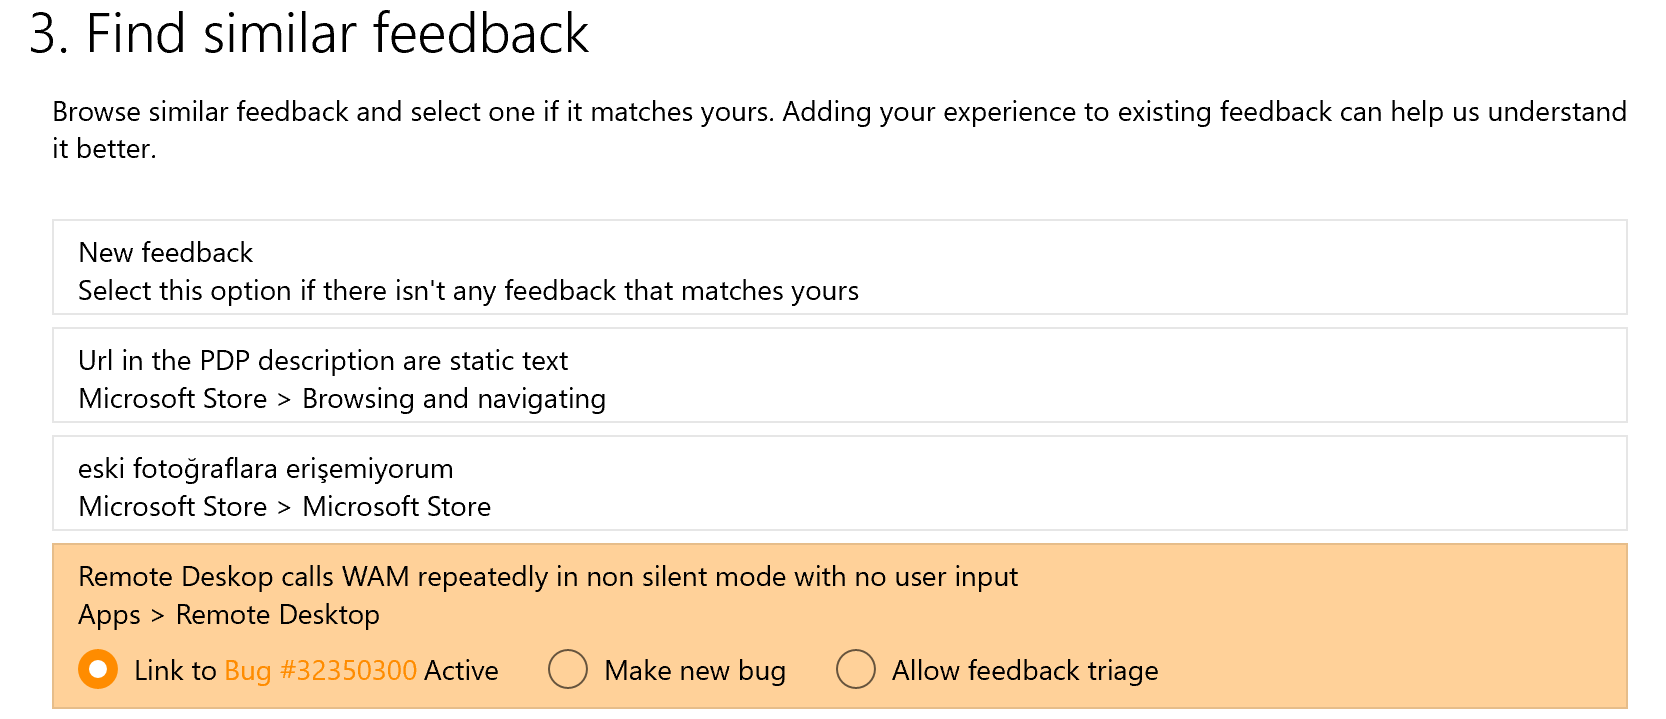 3. Find similar feedback
Browse similar feedback and select one if it matches yours. Adding your experience to existing feedback can help us understand
it better.
New feedback
Select this option if there isn't any feedback that matches yours
Url in the PDP description are static text
Microsoft Store > Browsing and navigating
eski fotoğraflara erişemiyorum
Microsoft Store > Microsoft Store
Remote Deskop calls WAM repeatedly in non silent mode with no user input
Apps > Remote Desktop
Link to Bug #32350300 Active Make new bug Allow feedback triage